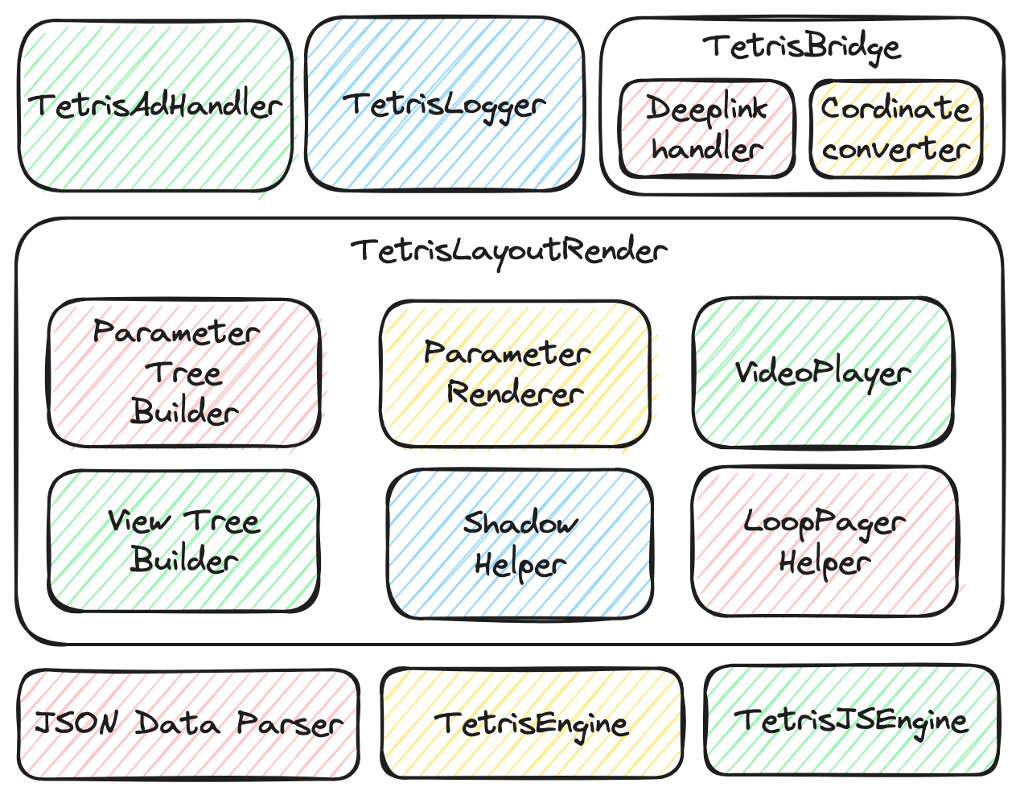 TetrisAdHandler
TetrisLogger
TetrisBridge
Deeplink
handler
Cordinate
converter
TetrisLayoutRender
Parameter
Tree
Builder
Parameter
Renderer
VideoPlayer
View Tree
Builder
Shadow
Helper
LoopPager
Helper
JSON Data Parser
TetrisEngine
TetrisJSEngine